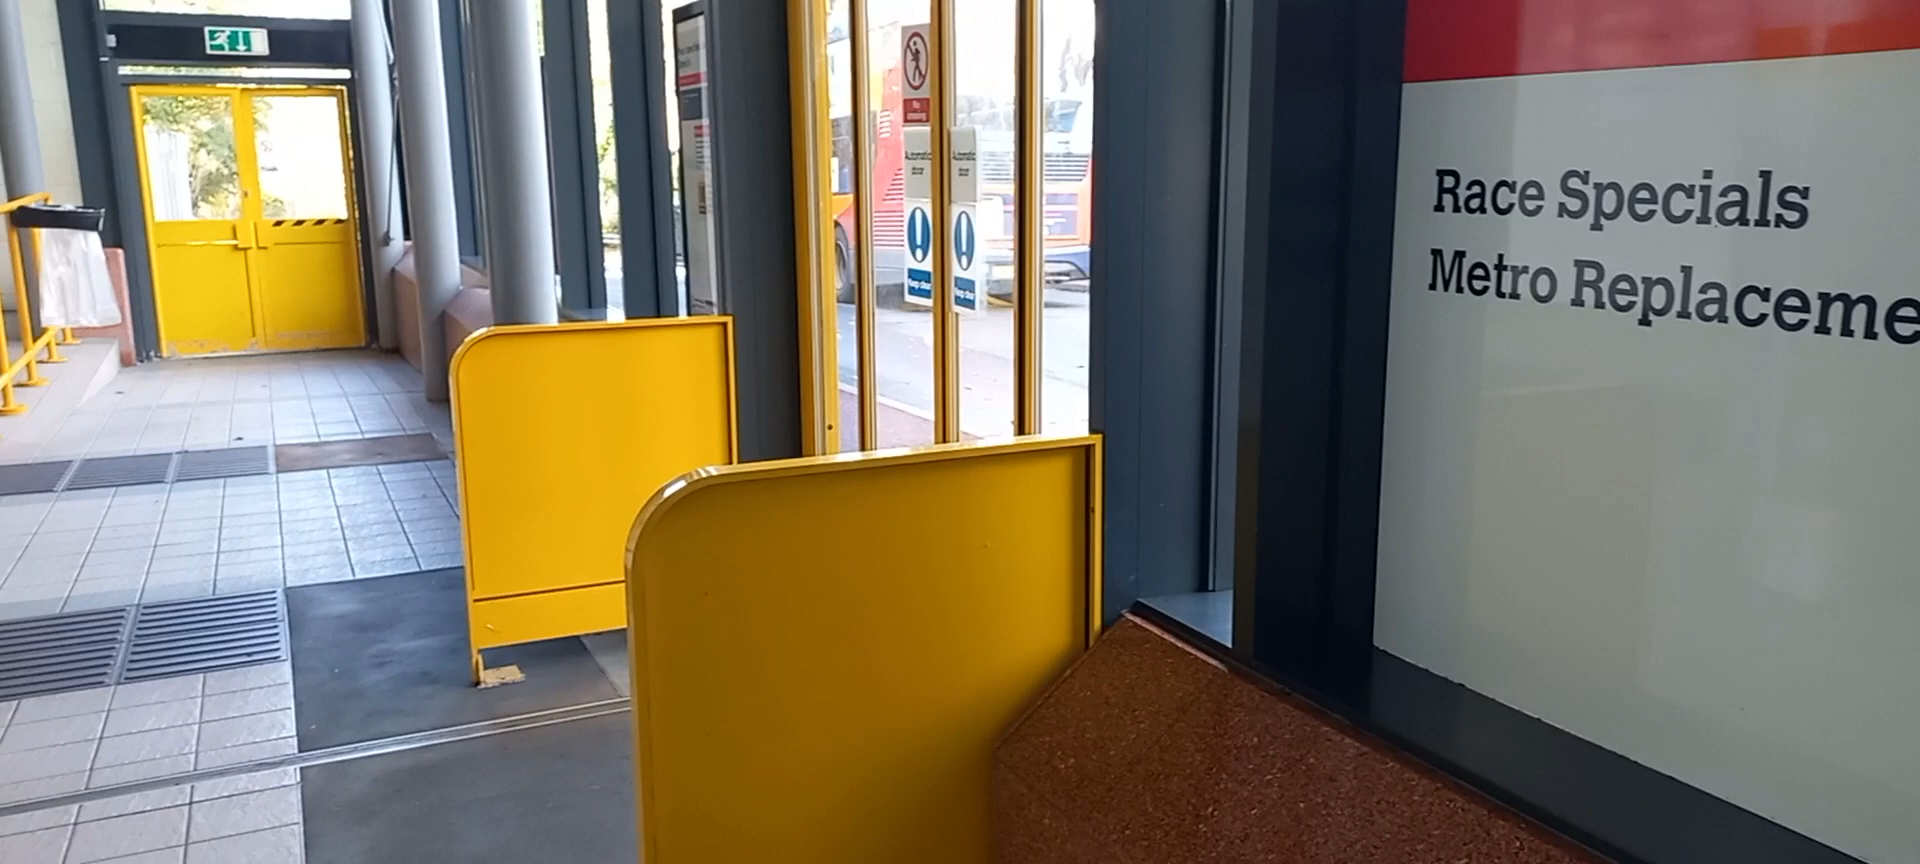 No
crossing
Automatic
door
Keep clear
Automatic
door
Keep clear
Race Specials
Metro Replaceme